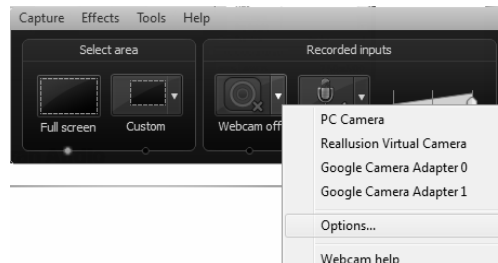 Capture Effects Tools Help
Select area
Recorded inputs
Full screen
Custom
Webcam off
PC Camera
Reallusion Virtual Camera
Google Camera Adapter 0
Google Camera Adapter 1
Options...
Webcam help